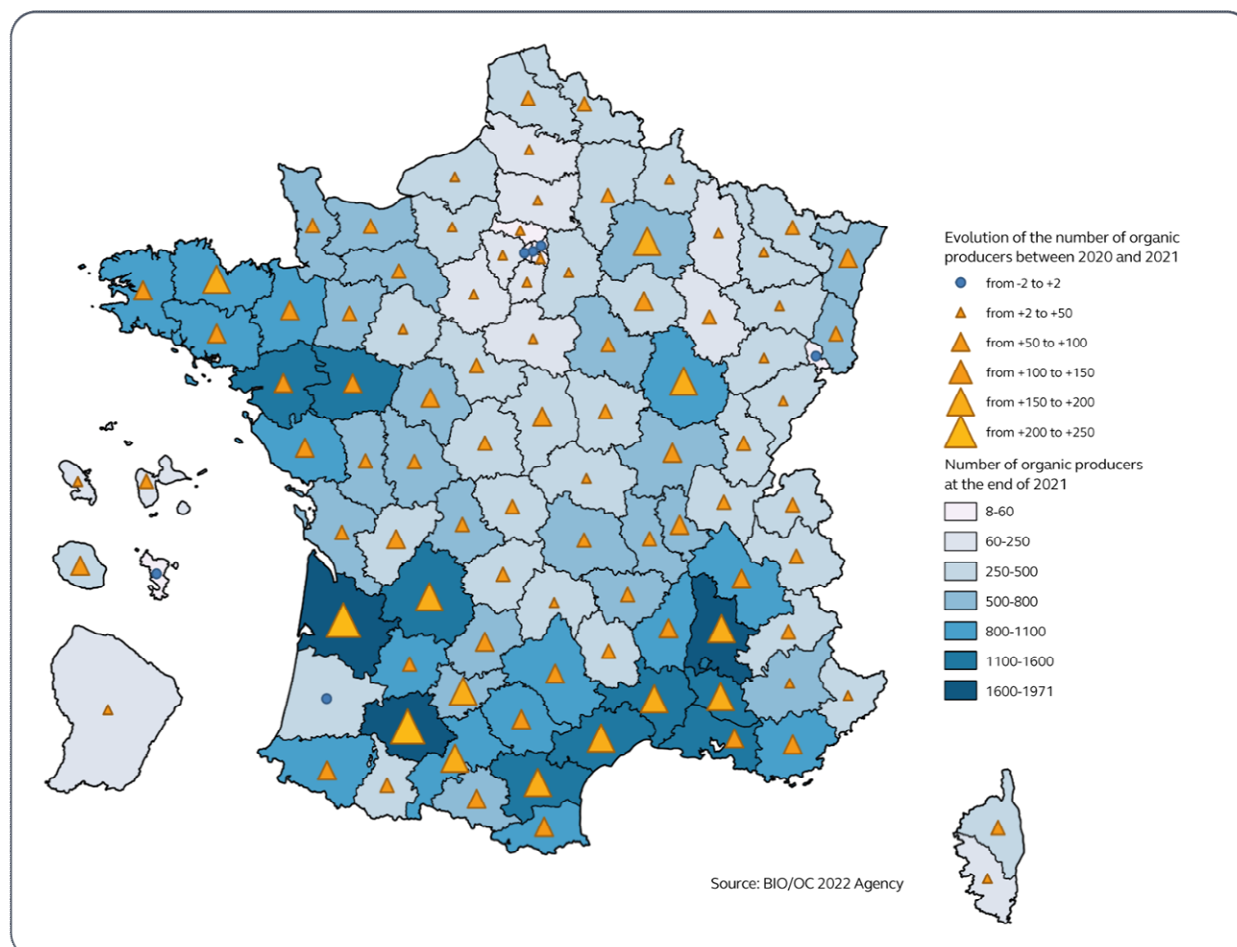 Evolution of the number of organic
producers between 2020 and 2021
from -2 to +2
from +2 to +50
from +50 to +100
from +100 to +150
from +150 to +200
from +200 to +250
Number of organic producers
at the end of 2021
8-60
60-250
250-500
500-800
800-1100
1100-1600
1600-1971
Source: BIO/OC 2022 Agency